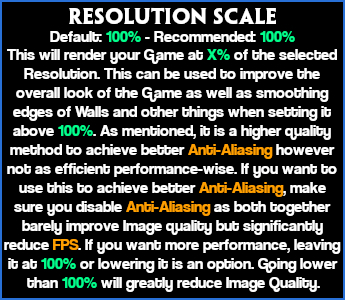 RESOLUTION SCALE
Default: 100% - Recommended: 100%
This will render your Game at X% of the selected
Resolution. This can be used to improve the
overall look of the Game as well as smoothing
edges of Walls and other things when setting it
above 100%. As mentioned, it is a higher quality
method to achieve better Anti-Aliasing however
not as efficient performance-wise. If you want to
use this to achieve better Anti-Aliasing, make
sure you disable Anti-Aliasing as both together
barely improve Image quality but significantly
reduce FPS. If you want more performance, leaving
it at 100% or lowering it is an option. Going lower
than 100% will greatly reduce Image Quality.